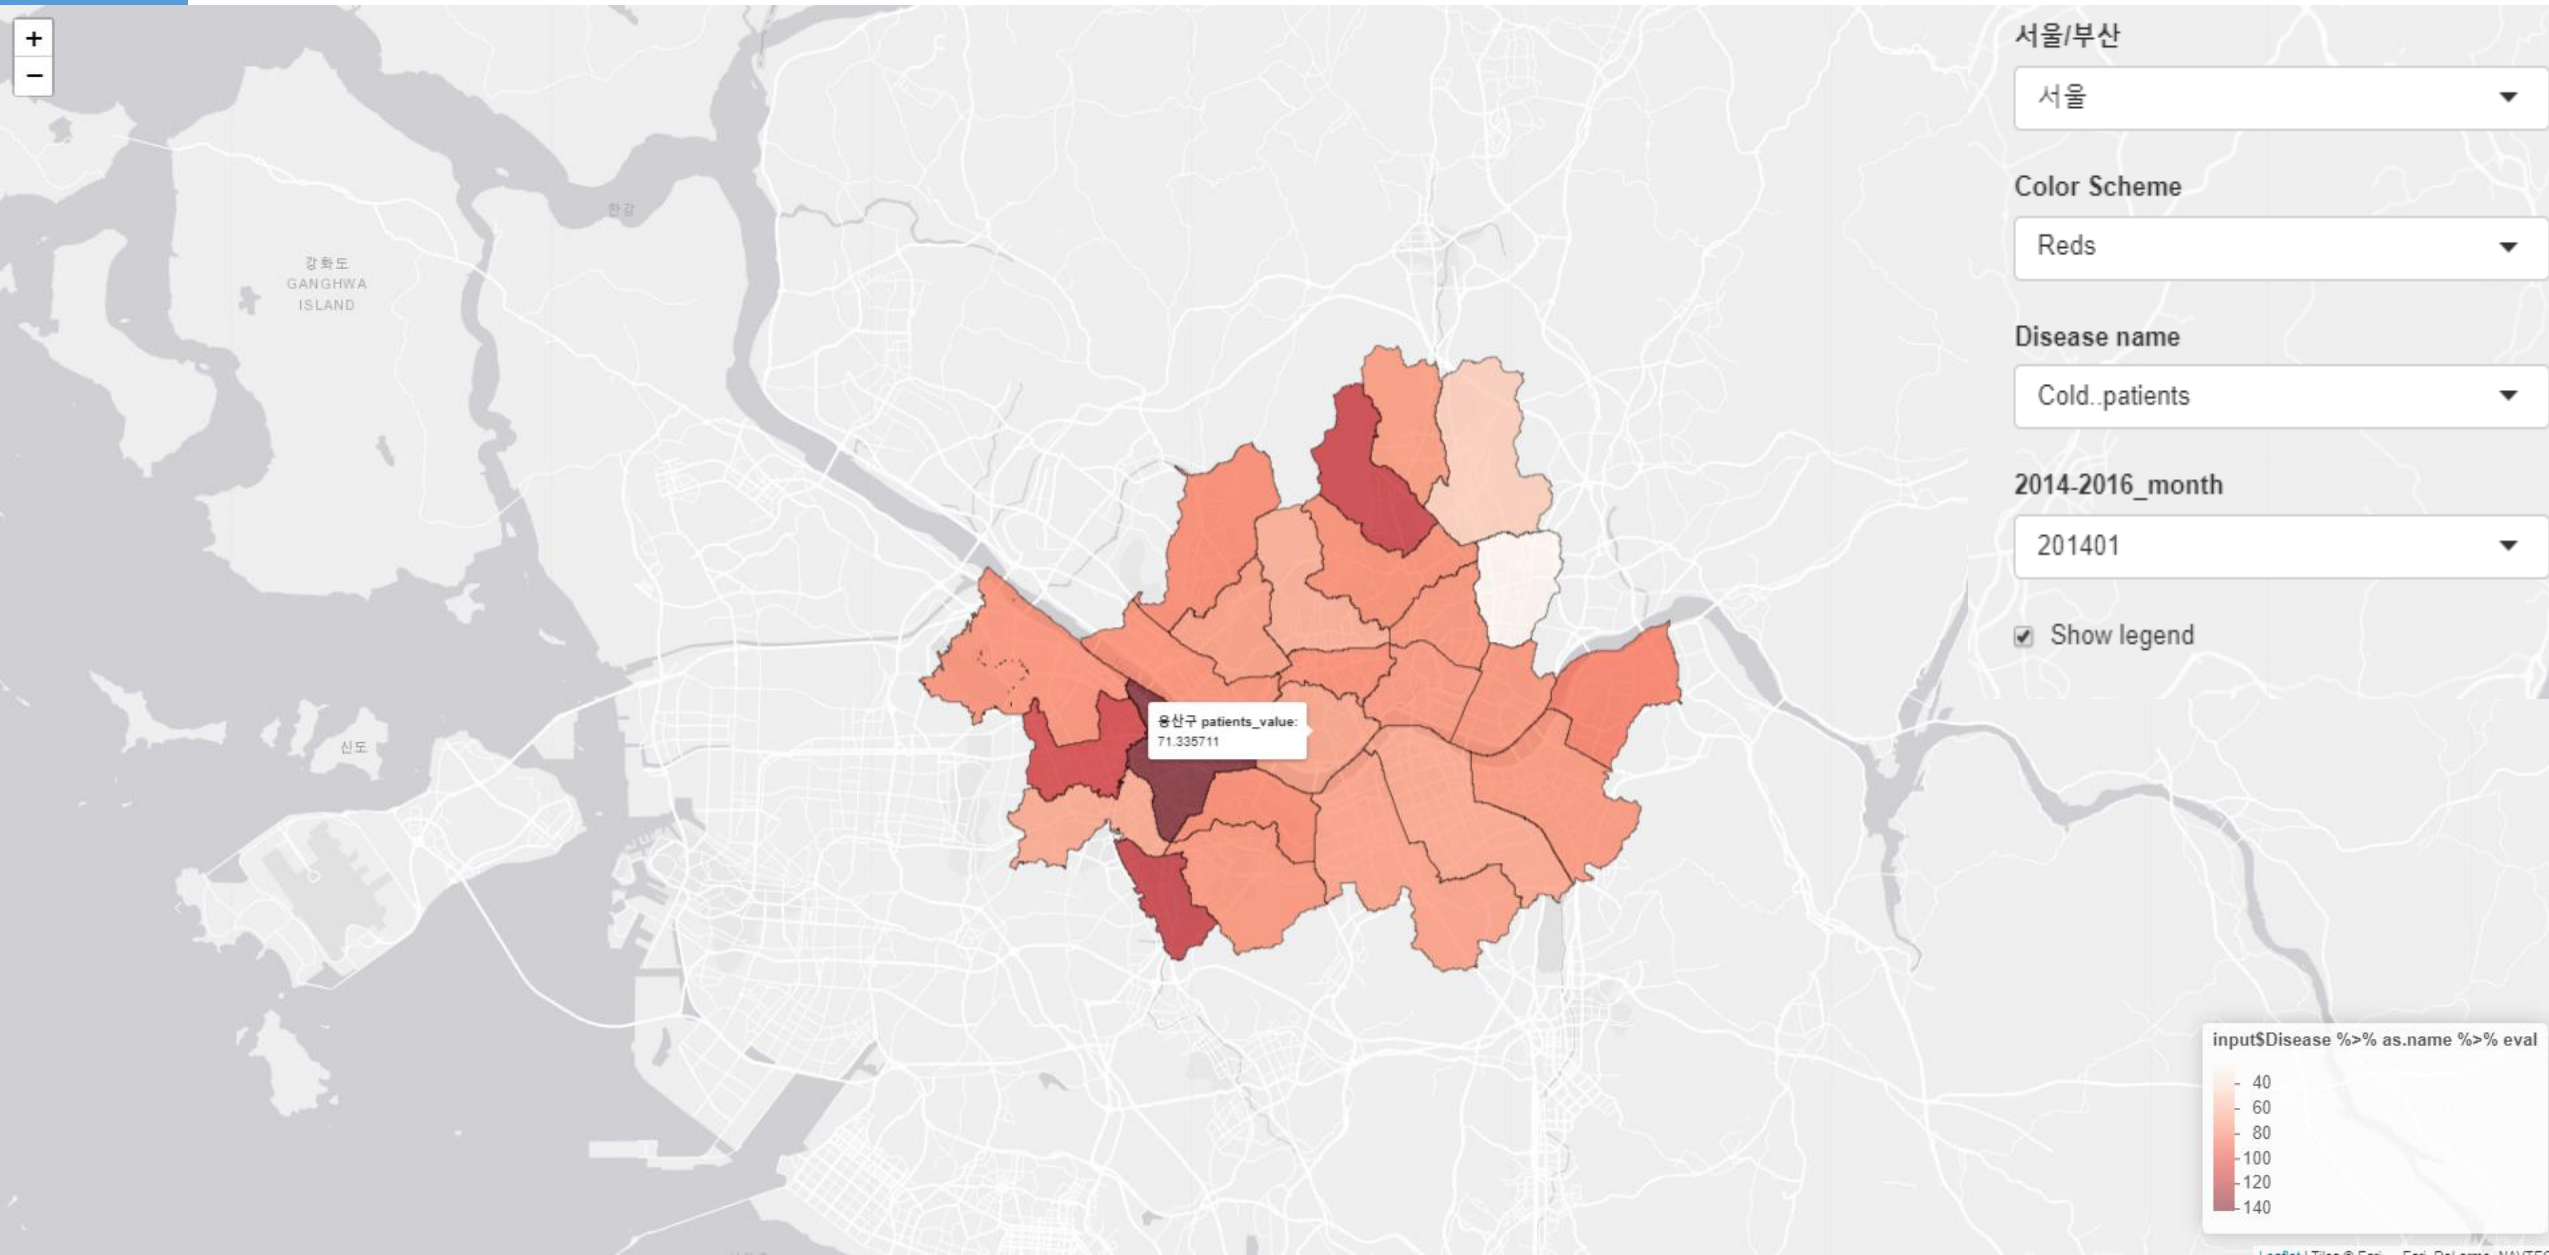 +
−
서울/부산
서울
Color Scheme
Reds
Disease name
Cold..patients
2014-2016_month
201401
Show legend
한강
강화도
GANGHWA
ISLAND
신도
용산구 patients_value:
71.335711
input$Disease %>% as.name %>% eval
40
60
80
100
120
140